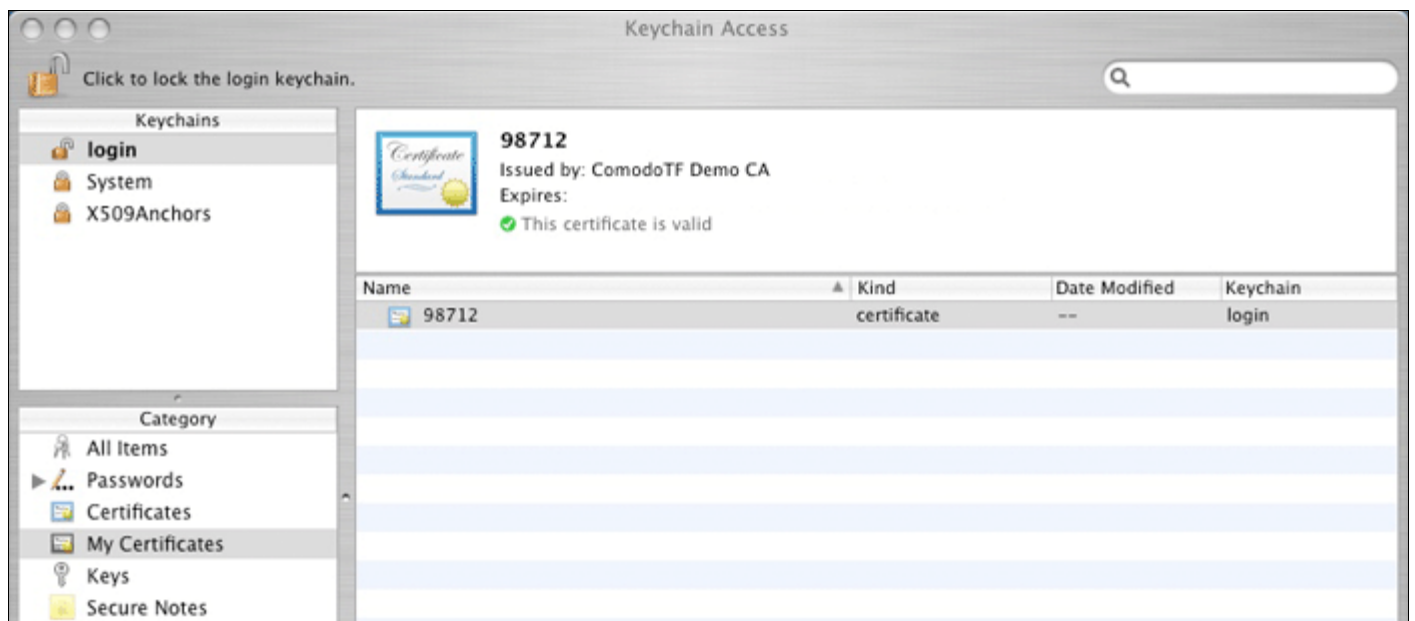 Keychain Access
Click to lock the login keychain.
Keychains
login
System
X509Anchors
Certificate
Standard
98712
Issued by: ComodoTF Demo CA
Expires:
This certificate is valid
Name Kind Date Modified Keychain
98712 certificate -- login
Category
All Items
Passwords
Certificates
My Certificates
Keys
Secure Notes